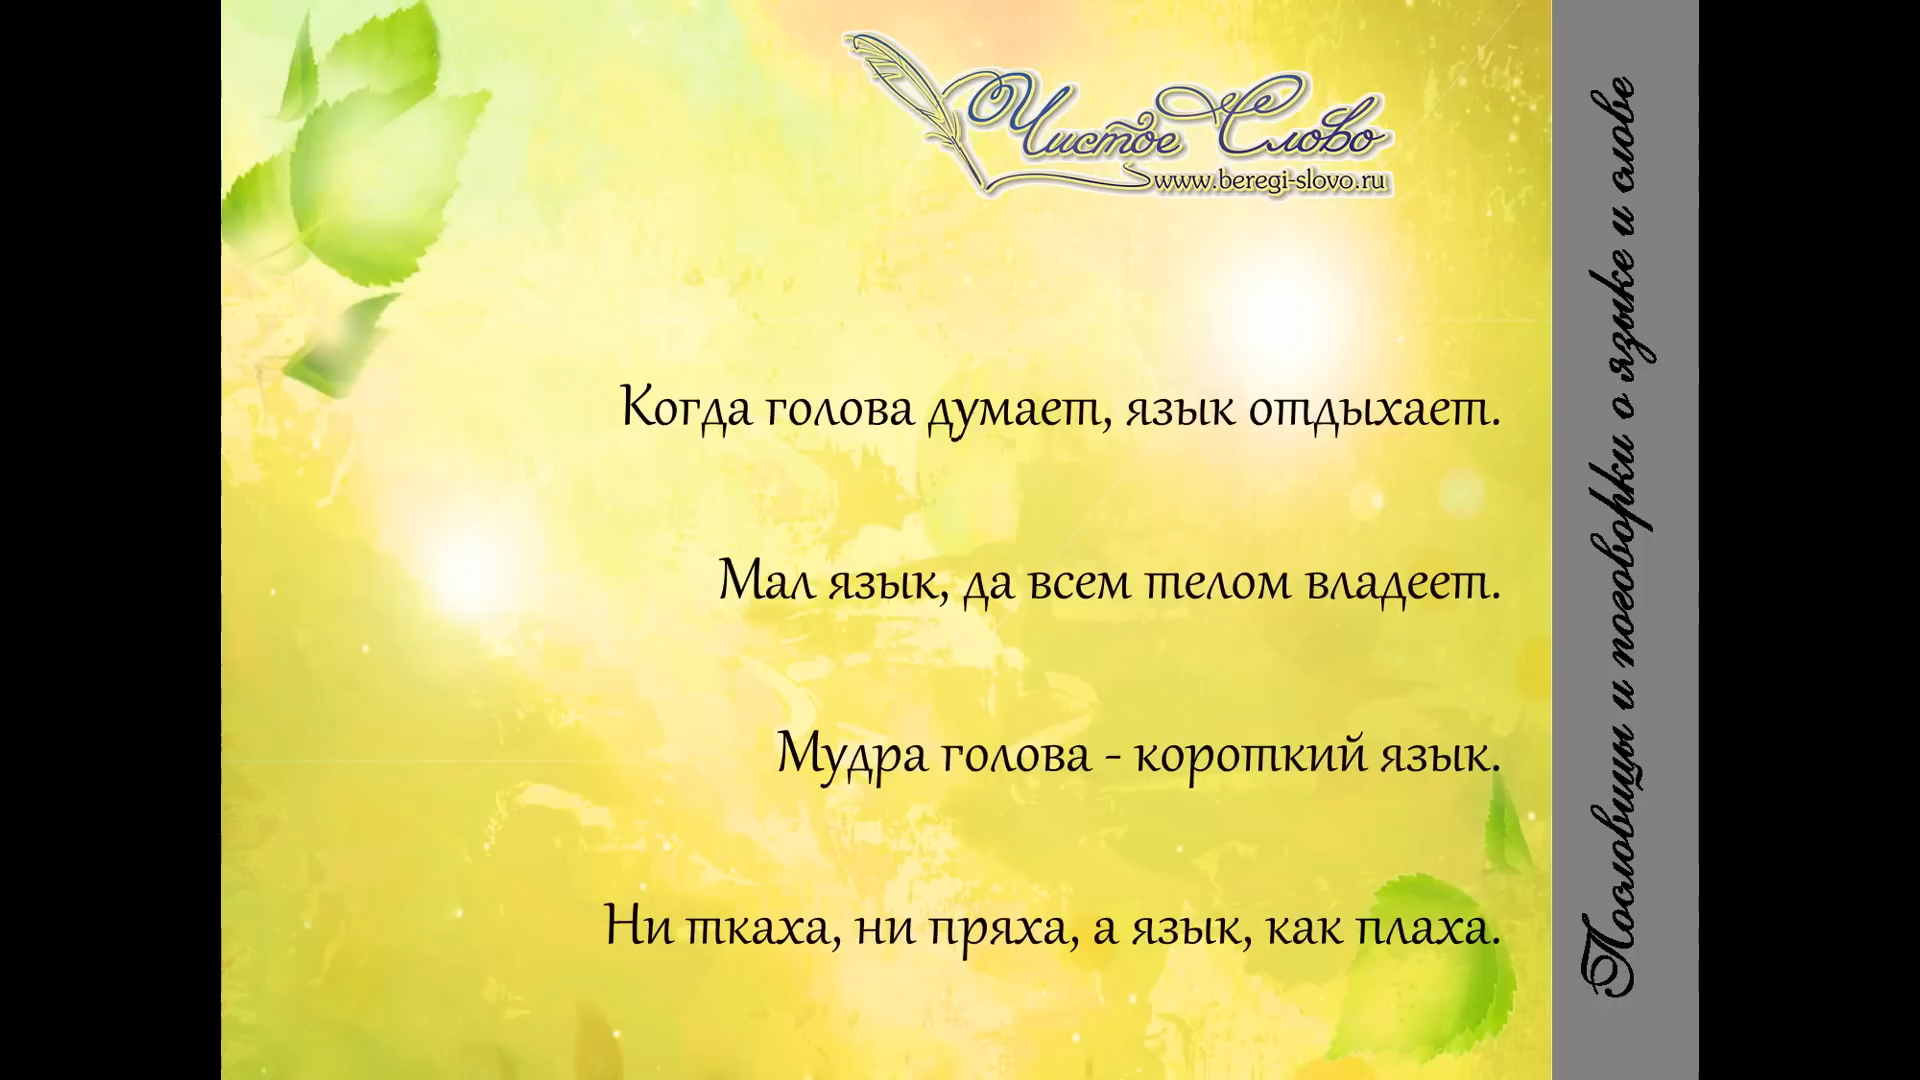 Чистое Слово
www.beregi-slovo.ru
Когда голова думает, язык отдыхает.
Мал язык, да всем телом владеет.
Мудра голова - короткий язык.
Ни ткаха, ни пряха, а язык, как плаха.
Пословицы и поговорки о языке и слове